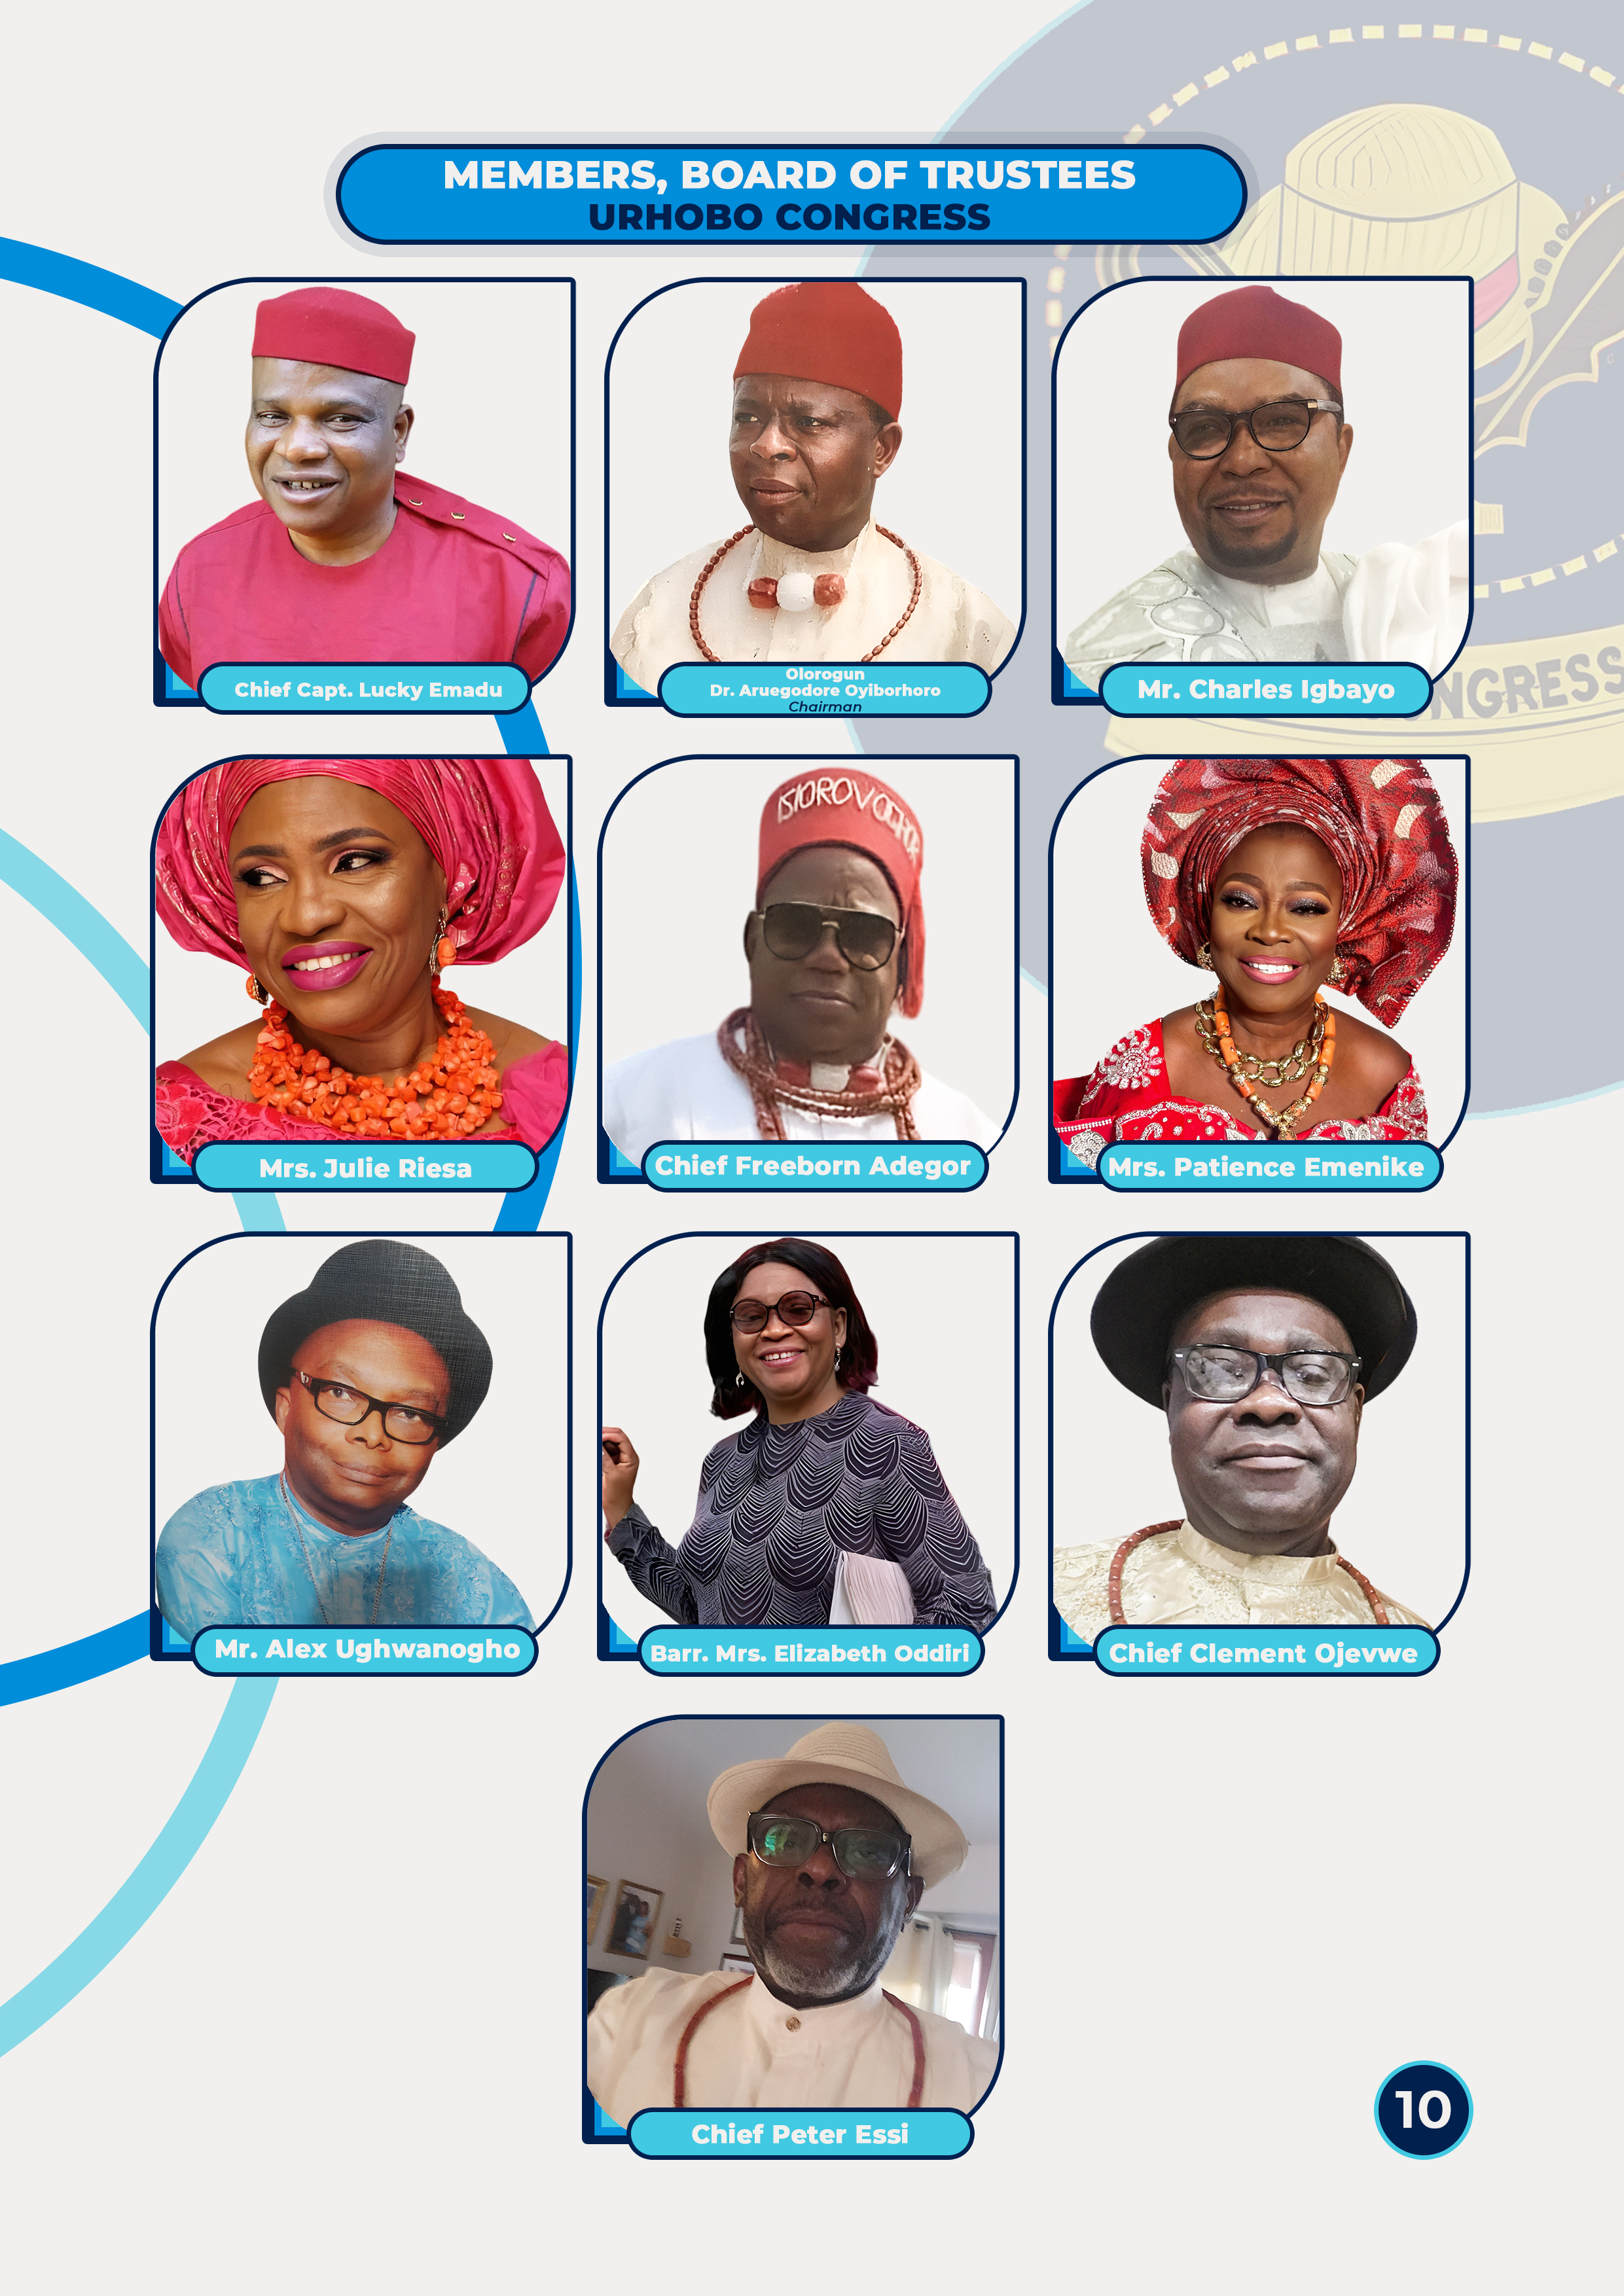 MEMBERS, BOARD OF TRUSTEES
URHOBO CONGRESS
Chief Capt. Lucky Emadu
Olorogun
Dr. Aruegodore Oyiborhoro
Chairman
Mr. Charles Igbayo
NGRESS
Mrs. Julie Riesa
Chief Freeborn Adegor
Mrs. Patience Emenike
Mr. Alex Ughwanogho
Barr. Mrs. Elizabeth Oddiri
Chief Clement Ojevwe
Chief Peter Essi
10